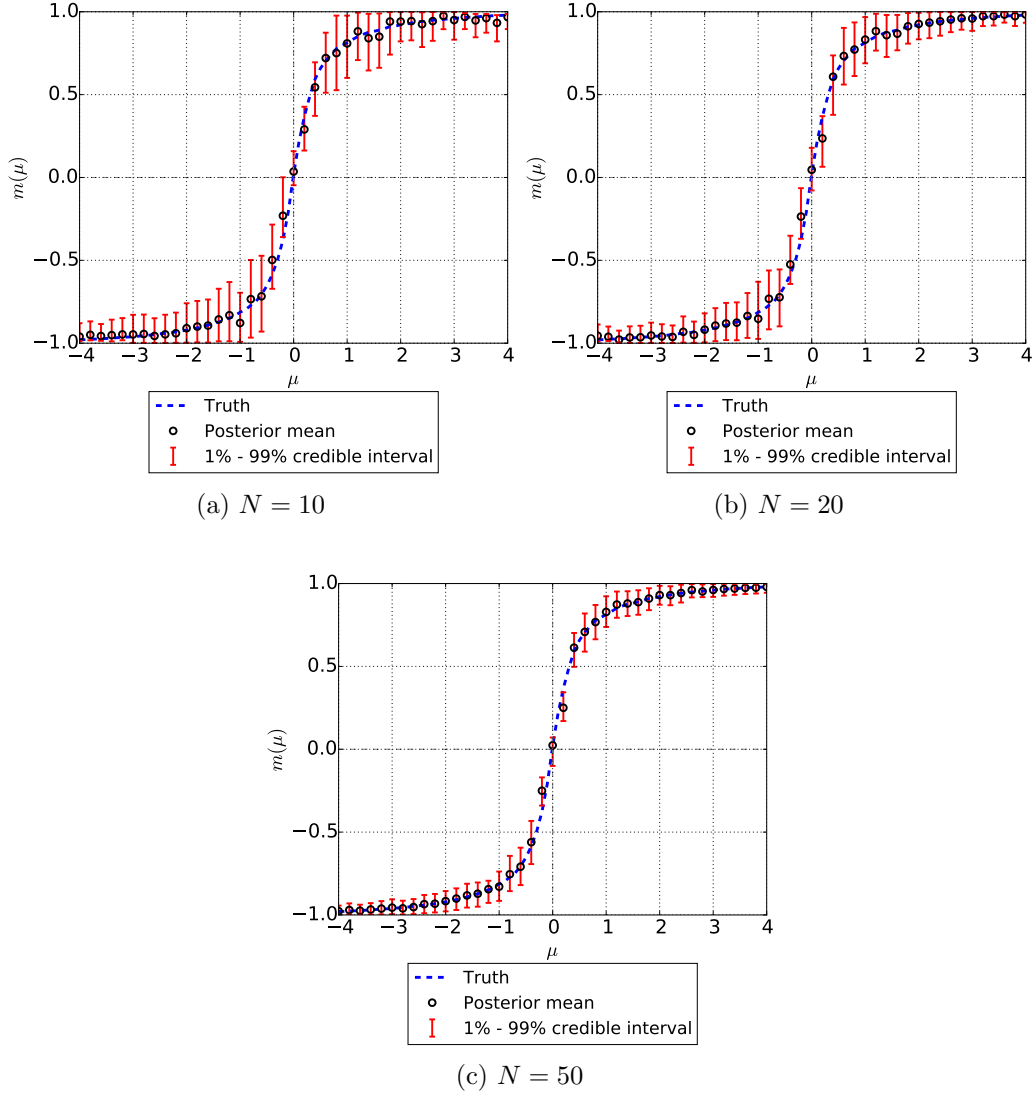 1.0
0.5
0.0
−0.5
−1.0
m(μ)
−4 −3 −2 −1 0 1 2 3 4
μ
Truth
Posterior mean
1% - 99% credible interval
(a) N = 10
1.0
0.5
0.0
−0.5
−1.0
m(μ)
−4 −3 −2 −1 0 1 2 3 4
μ
Truth
Posterior mean
1% - 99% credible interval
(b) N = 20
1.0
0.5
0.0
−0.5
−1.0
m(μ)
−4 −3 −2 −1 0 1 2 3 4
μ
Truth
Posterior mean
1% - 99% credible interval
(c) N = 50